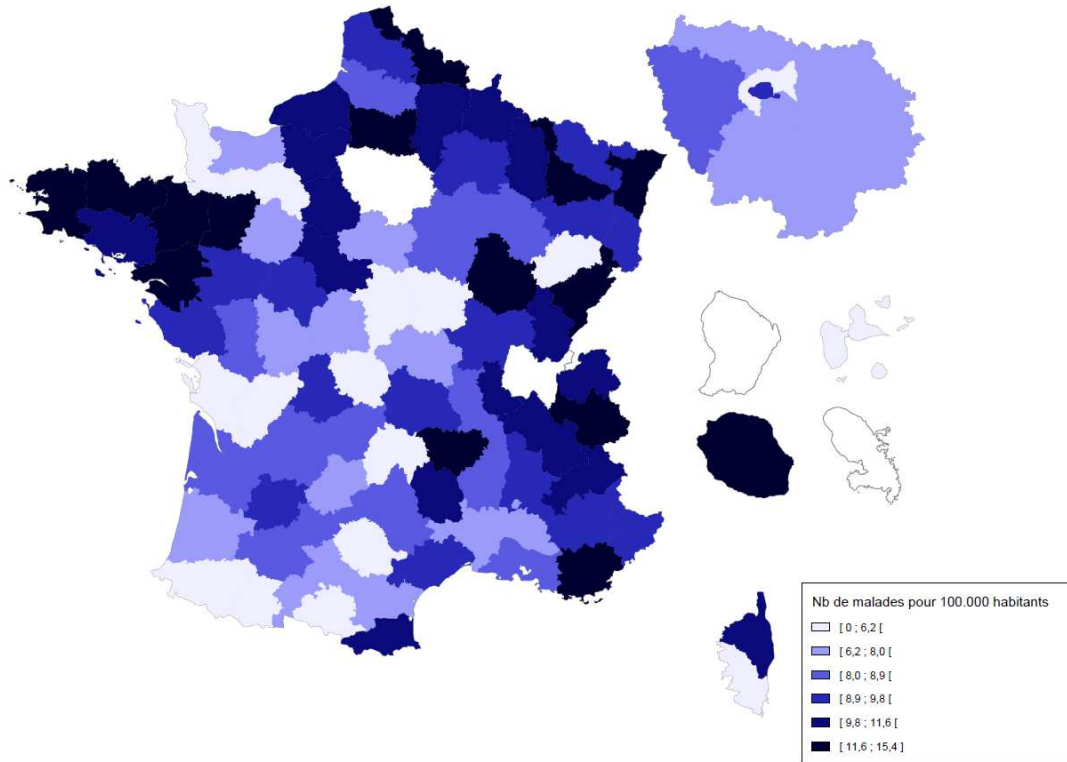 Nb de malades pour 100.000 habitants
[ 0 ; 6,2 [
[ 6,2 ; 8,0 [
[ 8,0 ; 8,9 [
[ 8,9 ; 9,8 [
[ 9,8 ; 11,6 [
[ 11,6 ; 15,4 ]